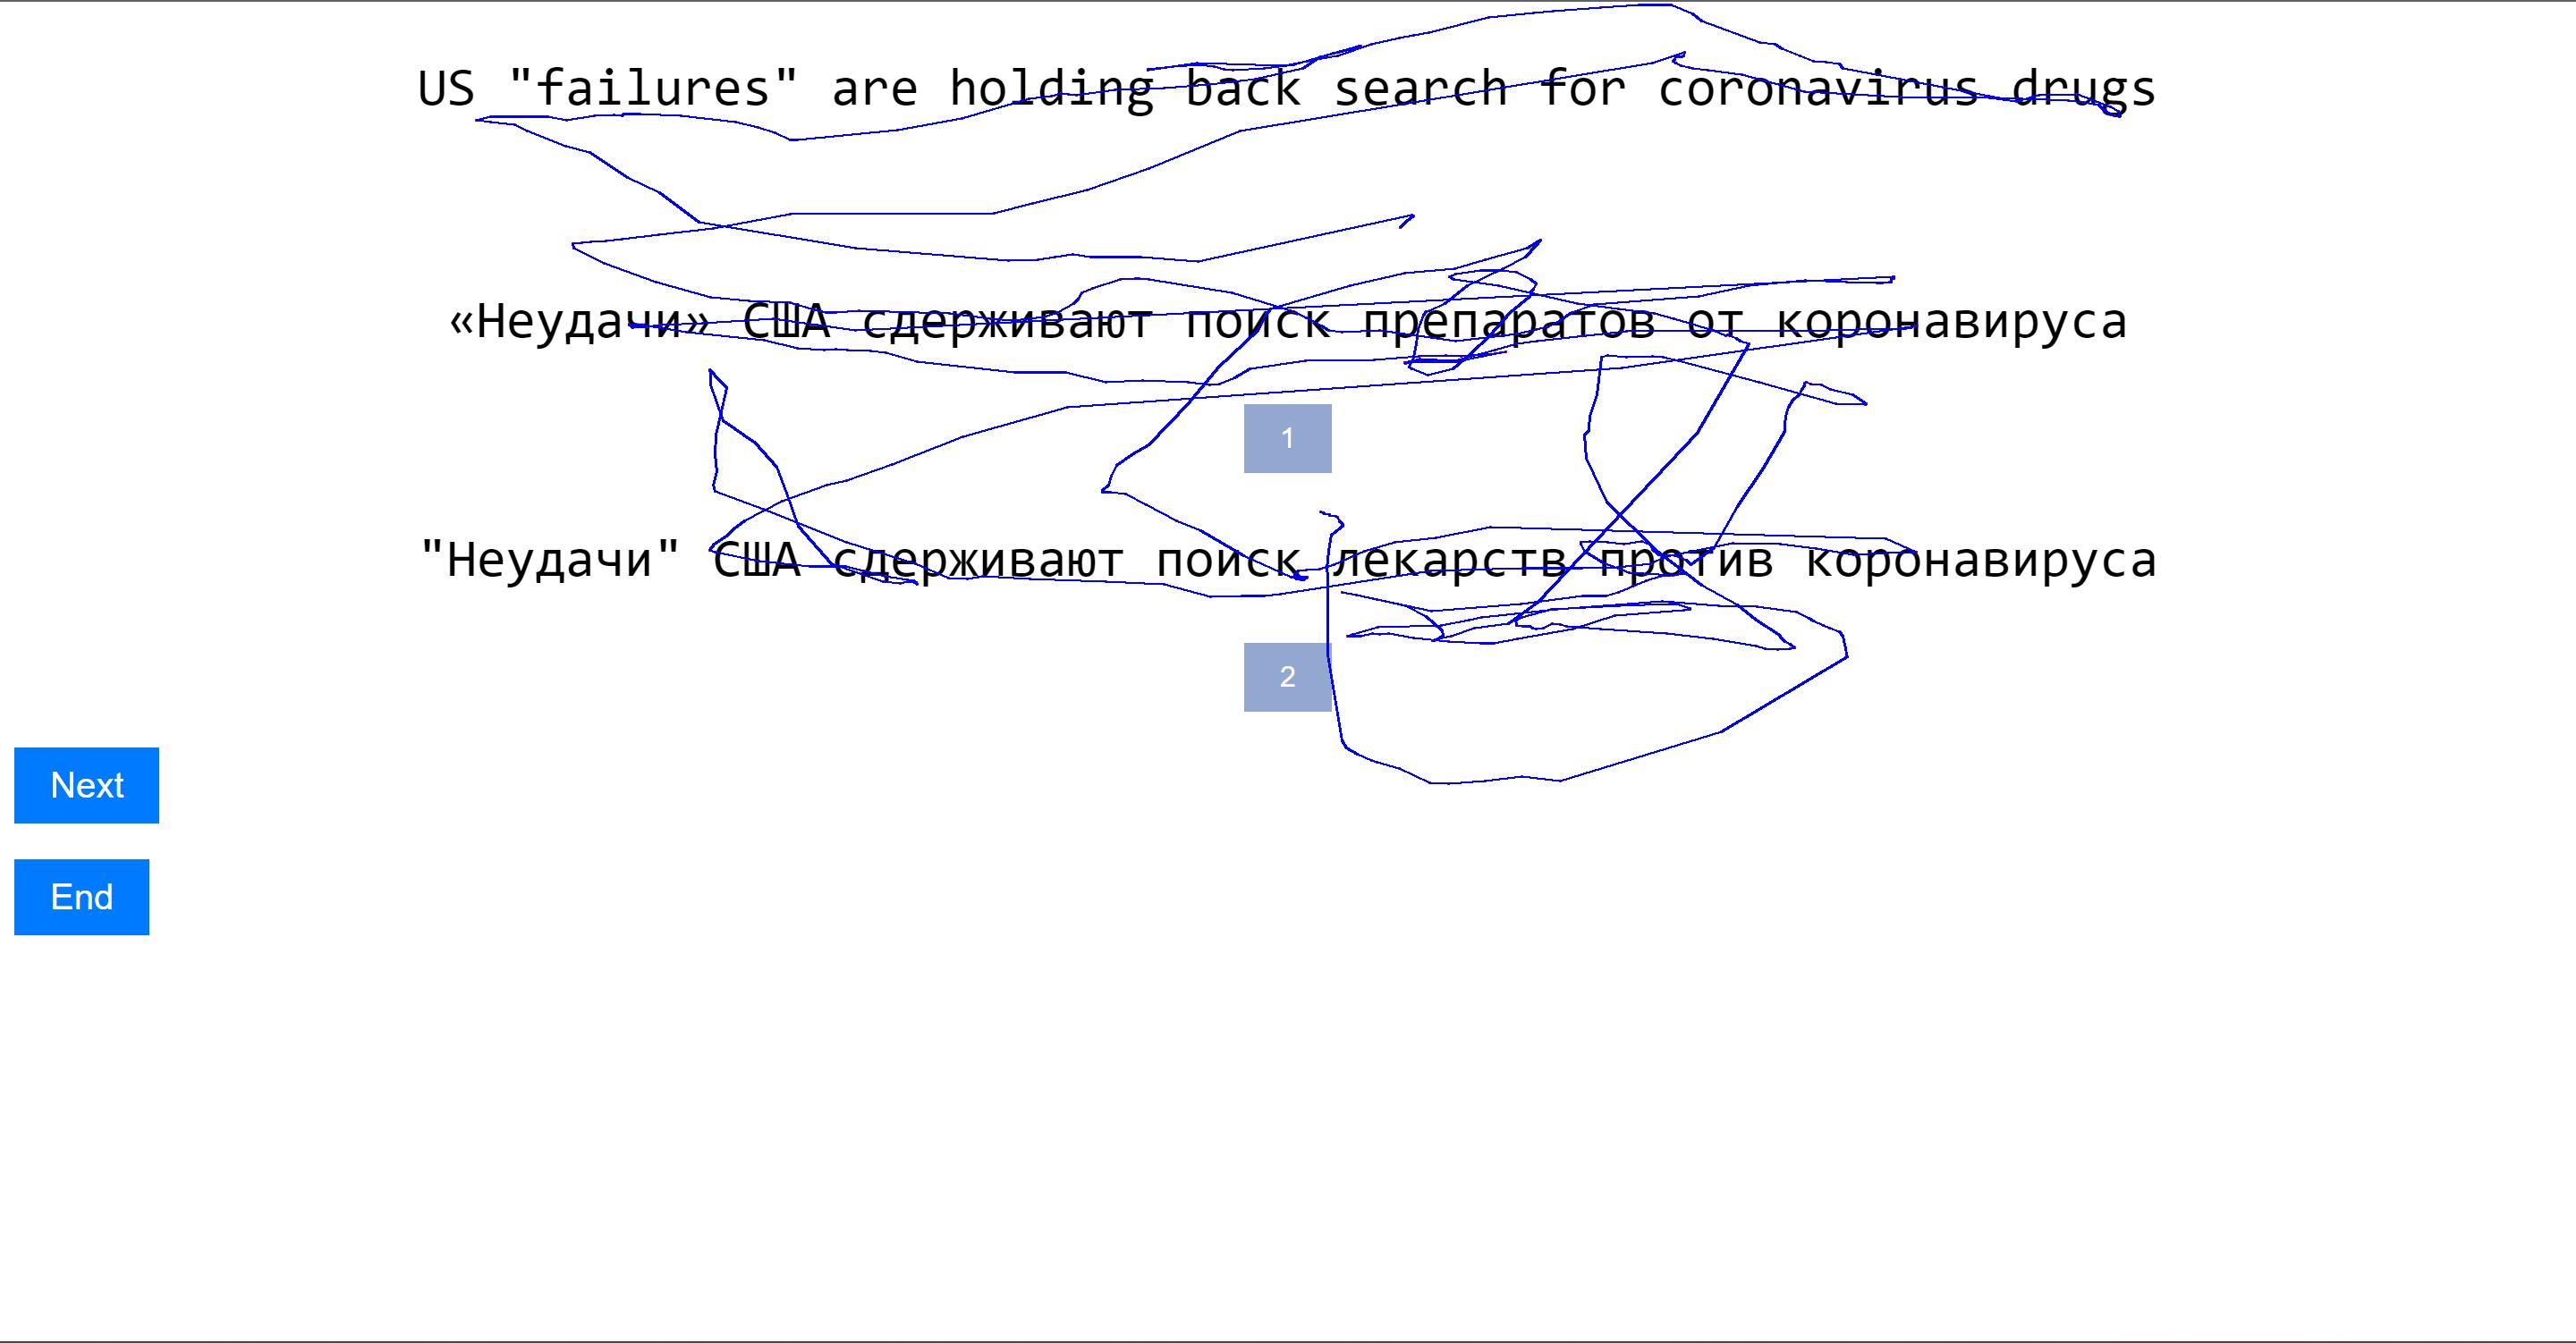 US "failures" are holding back search for coronavirus drugs
«Неудачи» США сдерживают поиск препаратов от коронавируса
1
"Неудачи" США сдерживают поиск лекарств против коронавируса
2
Next
End